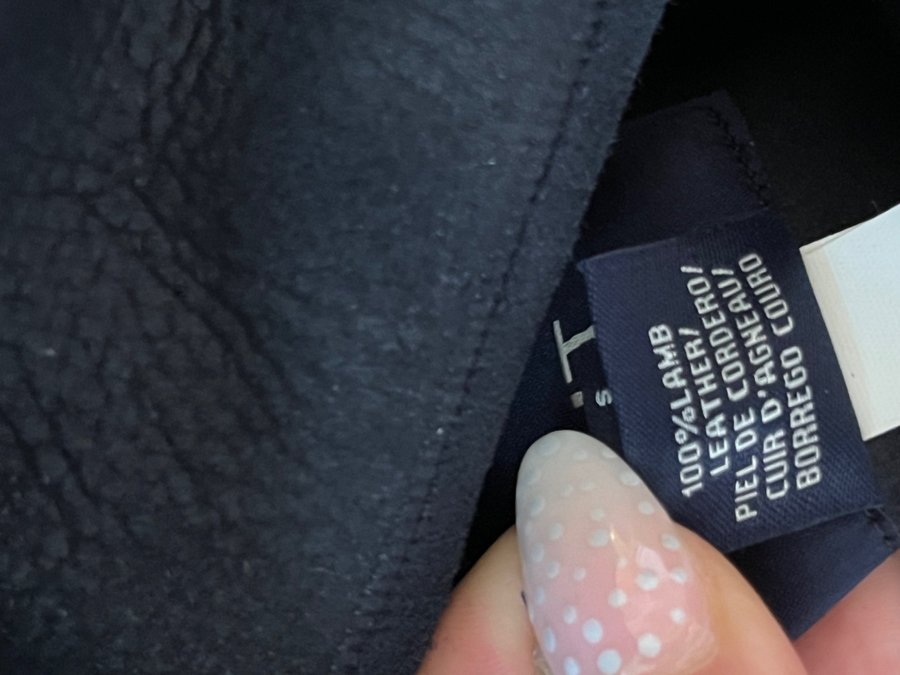 S
100%LAMB
LEATHER/
PIEL DE CORDERO/
CUIR D'AGNEAU/
BORREGO COURO